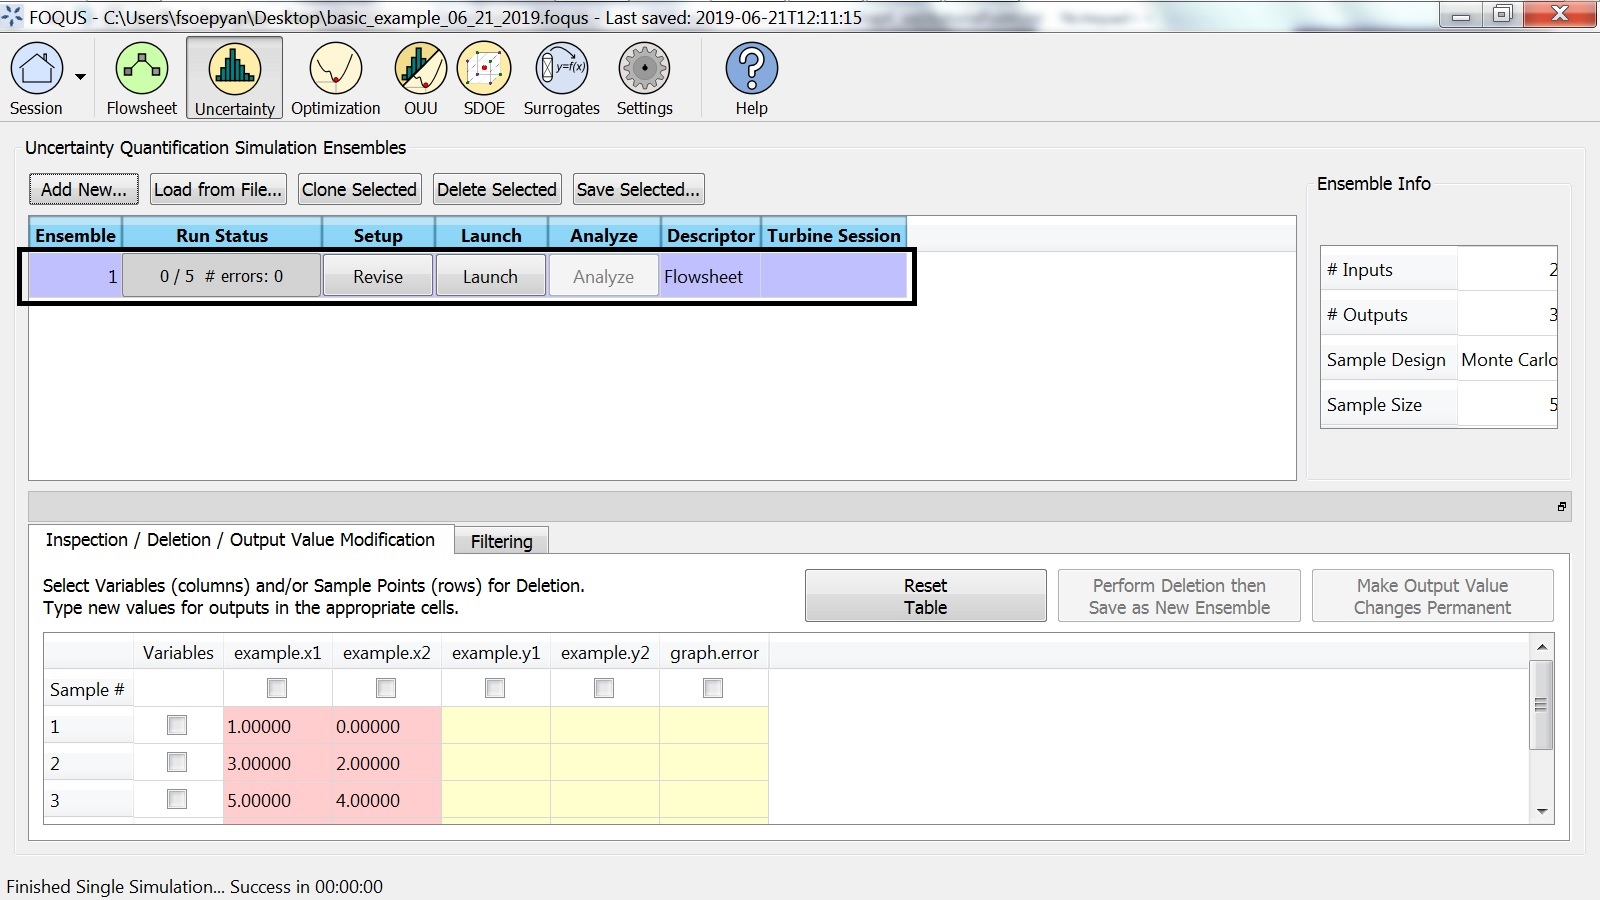 FOQUS - C:\Users\fsoepyan\Desktop\basic_example_06_21_2019.foqus - Last saved: 2019-06-21T12:11:15
Session Flowsheet Uncertainty Optimization OUU SDOE Surrogates Settings Help
y=f(x)
Uncertainty Quantification Simulation Ensembles
Add New... Load from File... Clone Selected Delete Selected Save Selected...
Ensemble Run Status Setup Launch Analyze Descriptor Turbine Session
1 0 / 5 # errors: 0 Revise Launch Analyze Flowsheet
Ensemble Info
# Inputs 2
# Outputs 3
Sample Design Monte Carlo
Sample Size 5
Inspection / Deletion / Output Value Modification Filtering
Select Variables (columns) and/or Sample Points (rows) for Deletion.
Type new values for outputs in the appropriate cells.
Reset
Table
Perform Deletion then
Save as New Ensemble
Make Output Value
Changes Permanent
Variables example.x1 example.x2 example.y1 example.y2 graph.error
Sample #
1 1.00000 0.00000
2 3.00000 2.00000
3 5.00000 4.00000
Finished Single Simulation... Success in 00:00:00